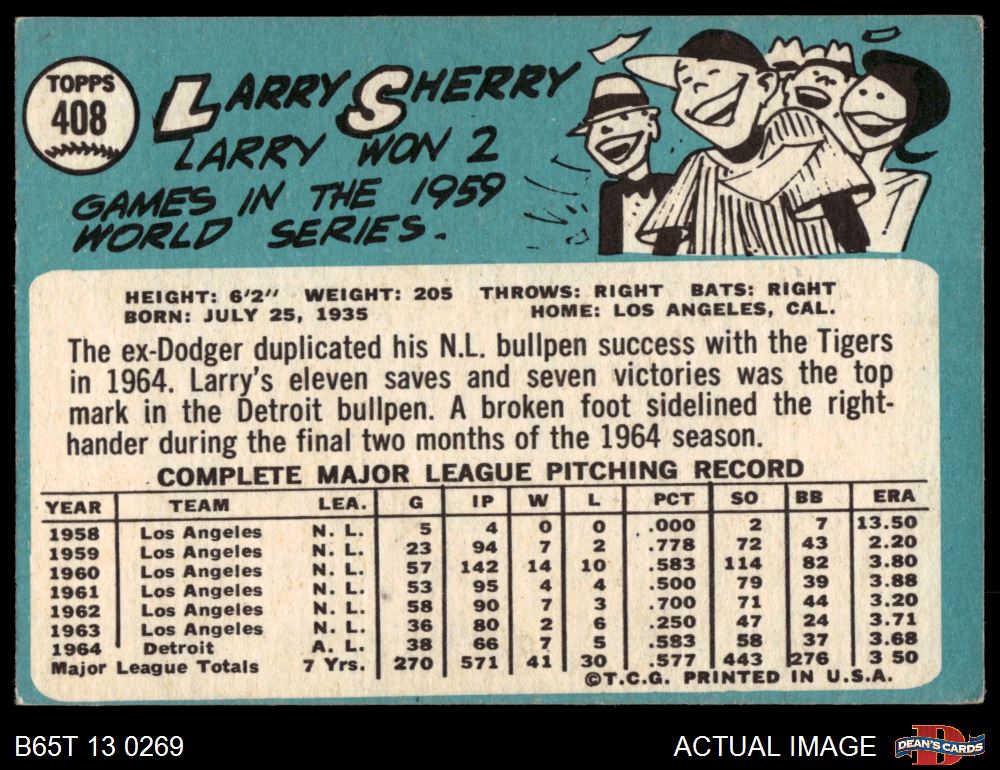 TOPPS
408
LARRY SHERRY
LARRY WON 2
GAMES IN THE 1959
WORLD SERIES.
HEIGHT: 6'2" WEIGHT: 205 THROWS: RIGHT BATS: RIGHT
BORN: JULY 25, 1935 HOME: LOS ANGELES, CAL.
The ex-Dodger duplicated his N.L. bullpen success with the Tigers
in 1964. Larry's eleven saves and seven victories was the top
mark in the Detroit bullpen. A broken foot sidelined the right-
hander during the final two months of the 1964 season.
COMPLETE MAJOR LEAGUE PITCHING RECORD
YEAR TEAM LEA. G IP W L PCT SO BB ERA
1958 Los Angeles N. L. 5 4 0 0 .000 2 7 13.50
1959 Los Angeles N. L. 23 94 7 2 .778 72 43 2.20
1960 Los Angeles N. L. 57 142 14 10 .583 114 82 3.80
1961 Los Angeles N. L. 53 95 4 4 .500 79 39 3.88
1962 Los Angeles N. L. 58 90 7 3 .700 71 44 3.20
1963 Los Angeles N. L. 36 80 2 6 .250 47 24 3.71
1964 Detroit A. L. 38 66 7 5 .583 58 37 3.68
Major League Totals 7 Yrs. 270 571 41 30 .577 443 276 3 50
©T.C.G. PRINTED IN U.S.A.
B65T 13 0269 ACTUAL IMAGE DEAN'S CARDS